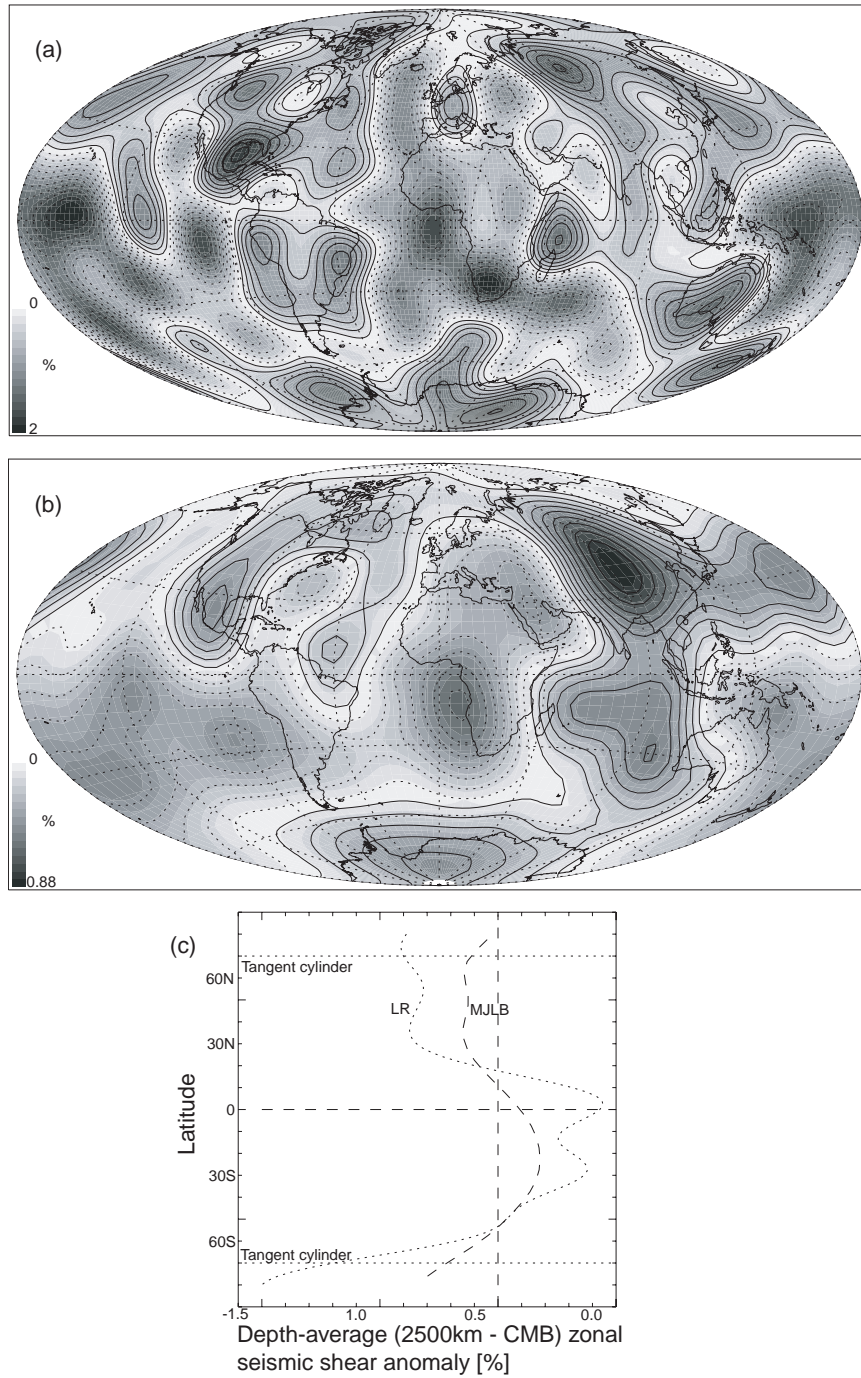 (a)
0
%
2
(b)
0
%
0.88
(c)
Tangent cylinder
60N
LR
MJLB
30N
Latitude
0
30S
60S
Tangent cylinder
-1.5
1.0
0.5
0.0
Depth-average (2500km - CMB) zonal
seismic shear anomaly [%]